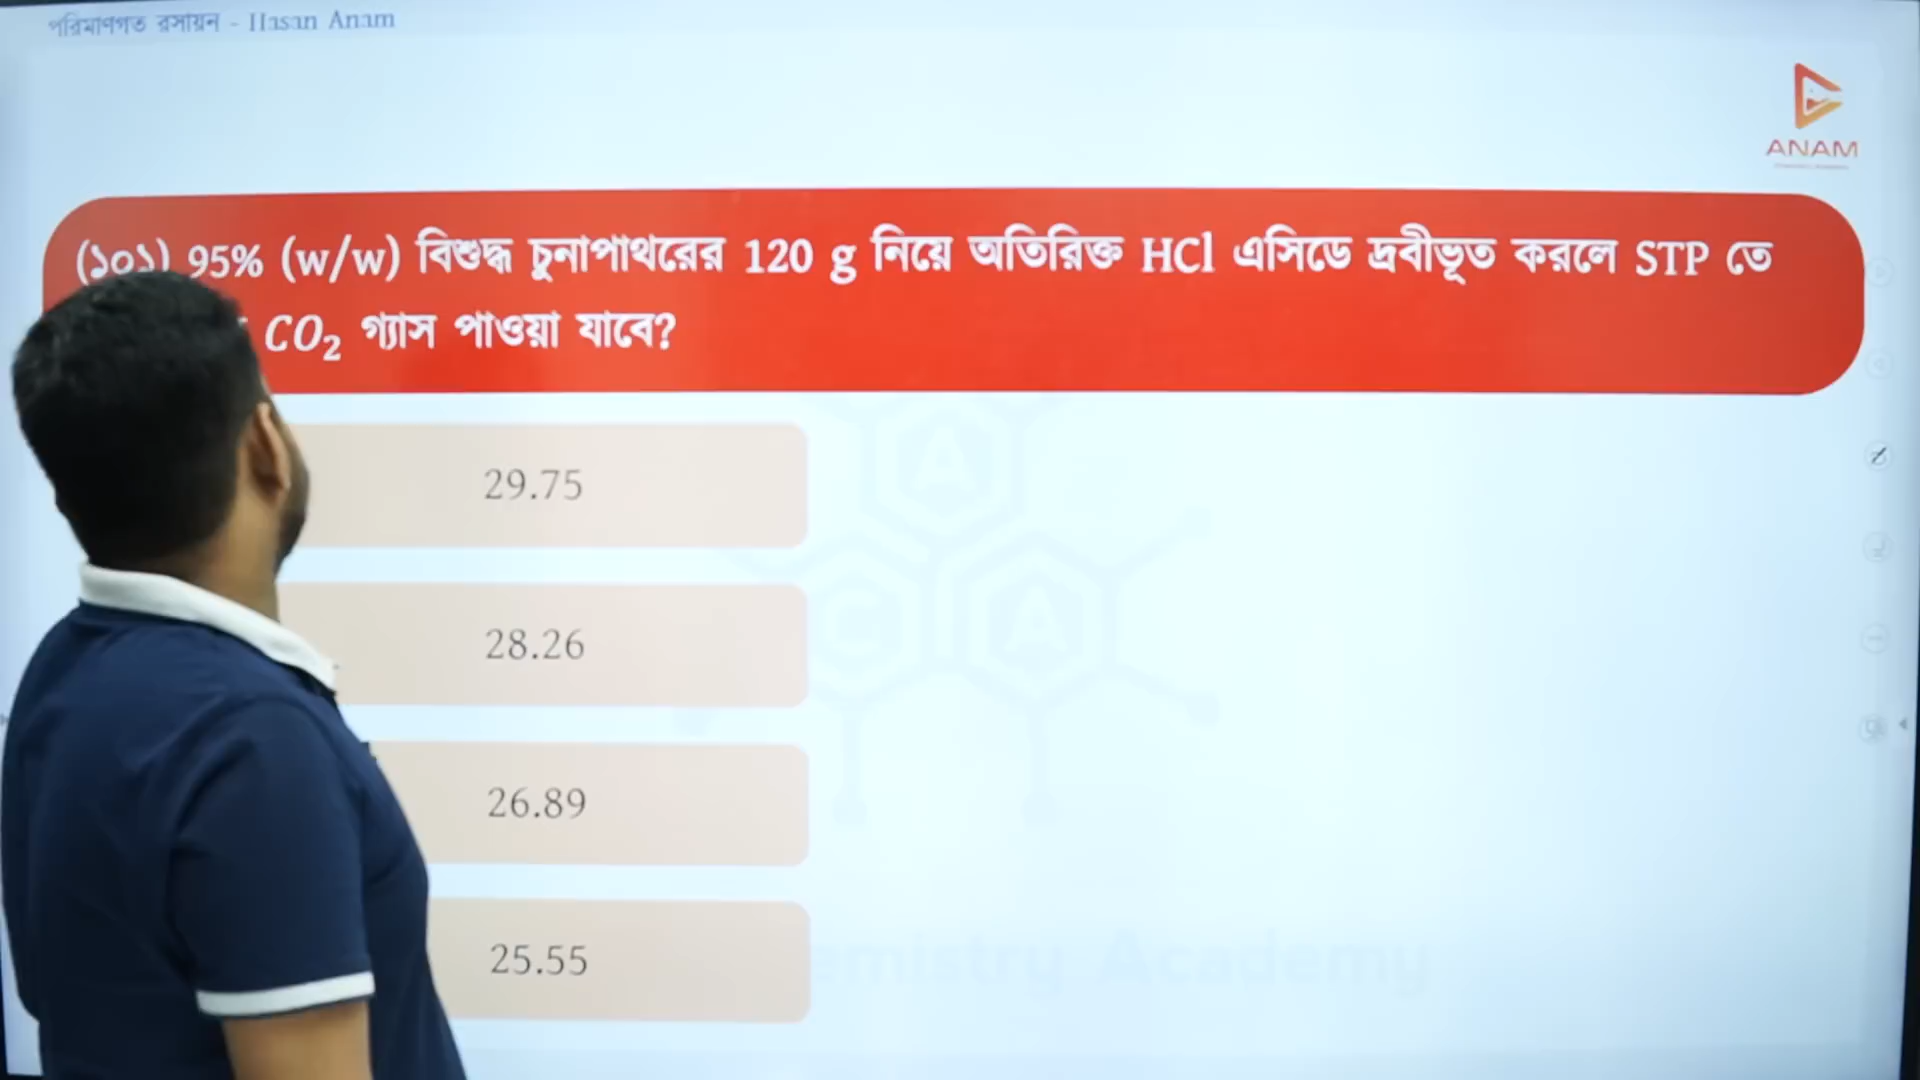 পরিমাণগত রসায়ন - Hasan Anam
ANAM
(১০১) 95% (w/w) বিশুদ্ধ চুনাপাথরের 120 g নিয়ে অতিরিক্ত HCl এসিডে দ্রবীভূত করলে STP তে
CO₂ গ্যাস পাওয়া যাবে?
29.75
28.26
26.89
25.55
Academy